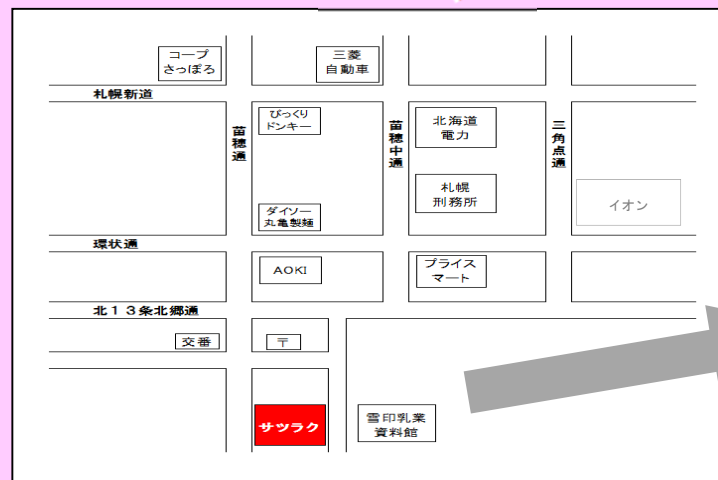 コープ
さっぽろ
三菱
自動車
札幌新道
びっくり
ドンキー
苗穂通
苗穂中通
北海道
電力
三角点通
札幌
刑務所
イオン
ダイソー
丸亀製麺
環状通
AOKI
プライス
マート
北13条北郷通
交番
〒
サツラク
雪印乳業
資料館